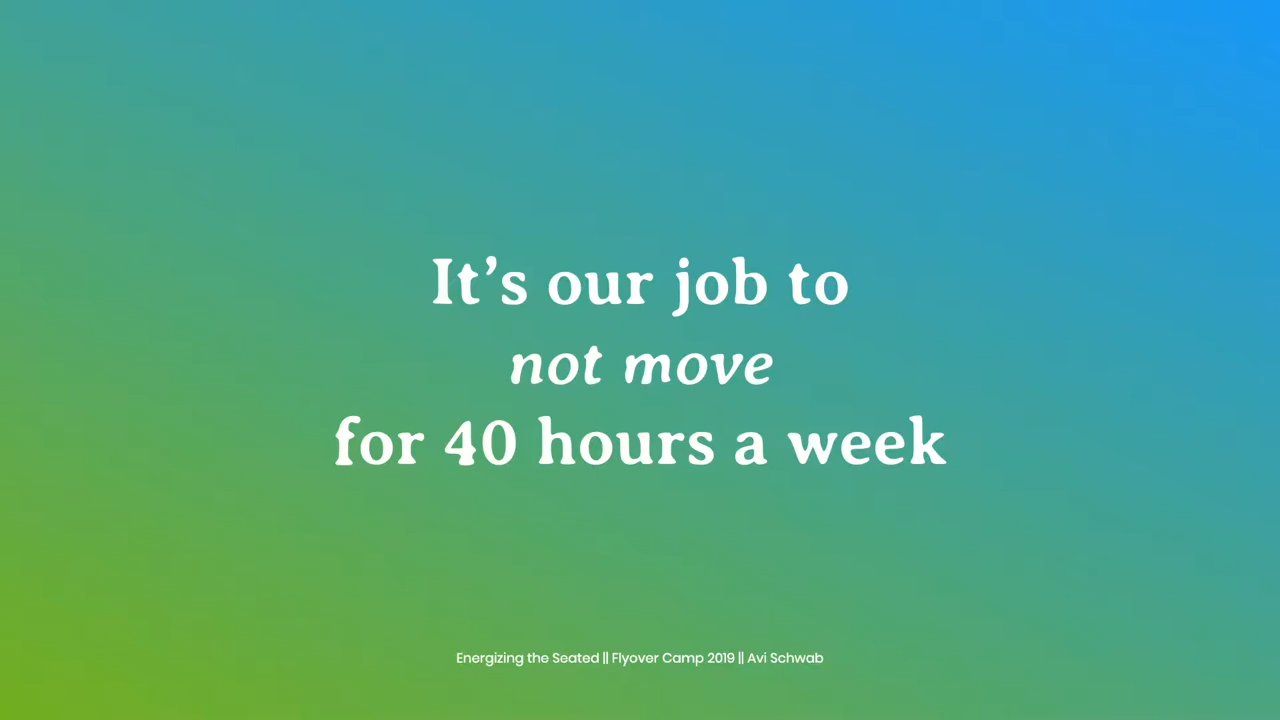 It’s our job to
not move
for 40 hours a week
Energizing the Seated || Flyover Camp 2019 || Avi Schwab